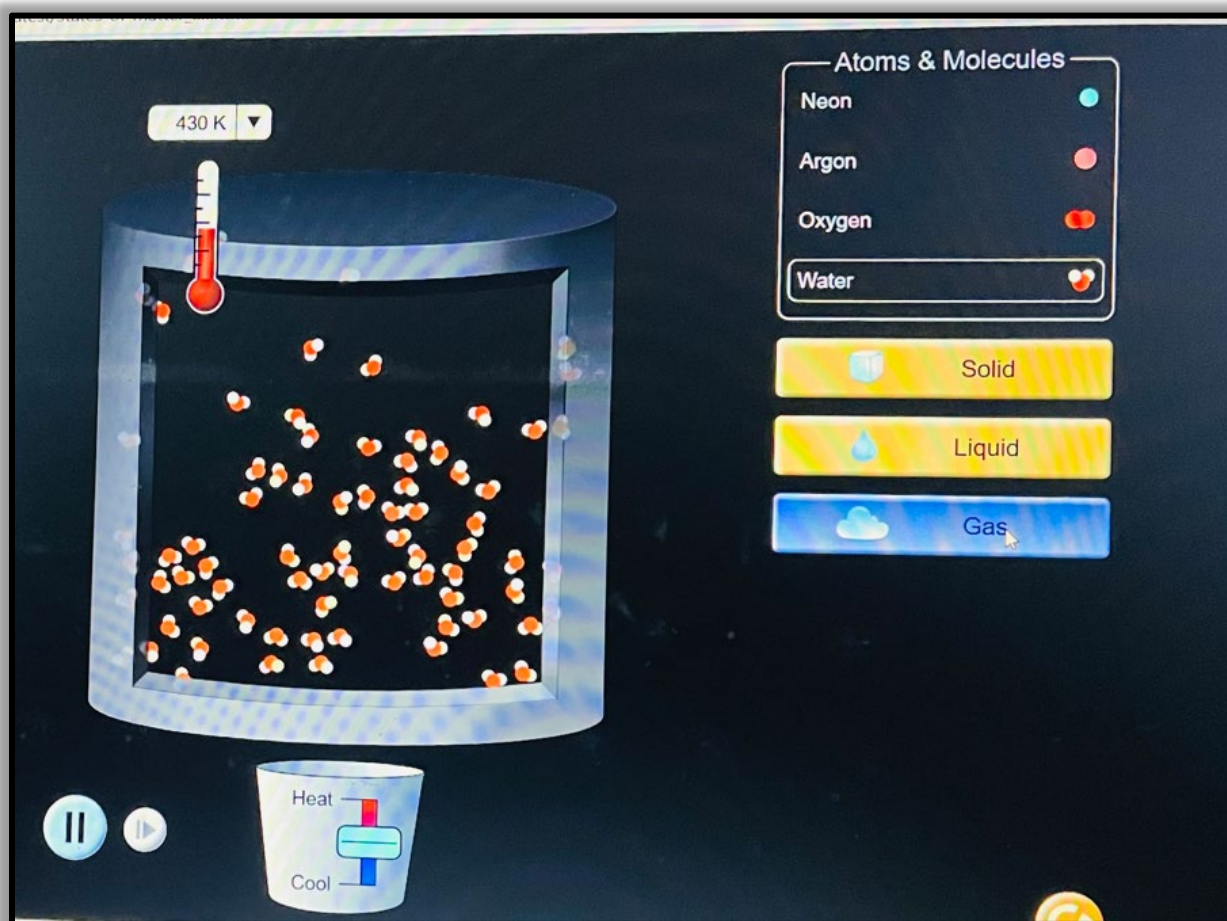 430 K
Atoms & Molecules
Neon
Argon
Oxygen
Water
Solid
Liquid
Gas
Heat
Cool